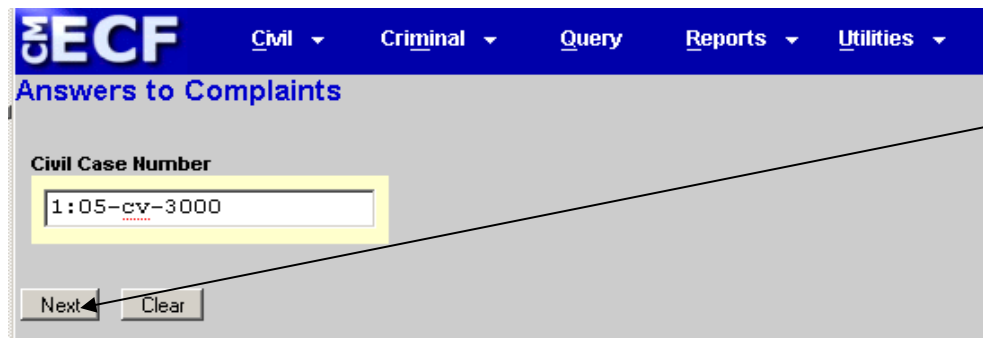 CM ECF Civil Criminal Query Reports Utilities
Answers to Complaints
Civil Case Number
1:05-cv-3000
Next Clear